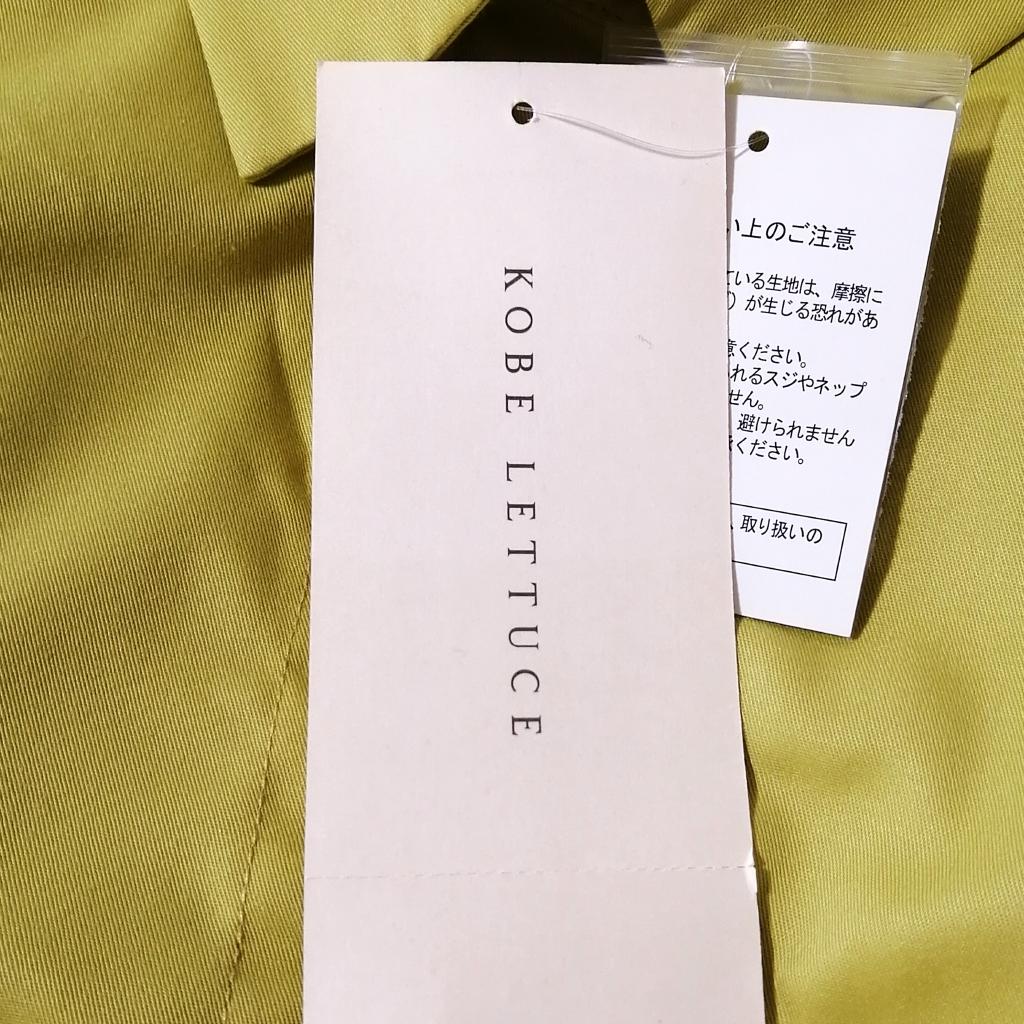 KOBE LETTUCE
い上のご注意
ている生地は、摩擦に
）が生じる恐れがあ
意ください。
れるスジやネップ
せん。
、避けられません
ください。
、取り扱いの